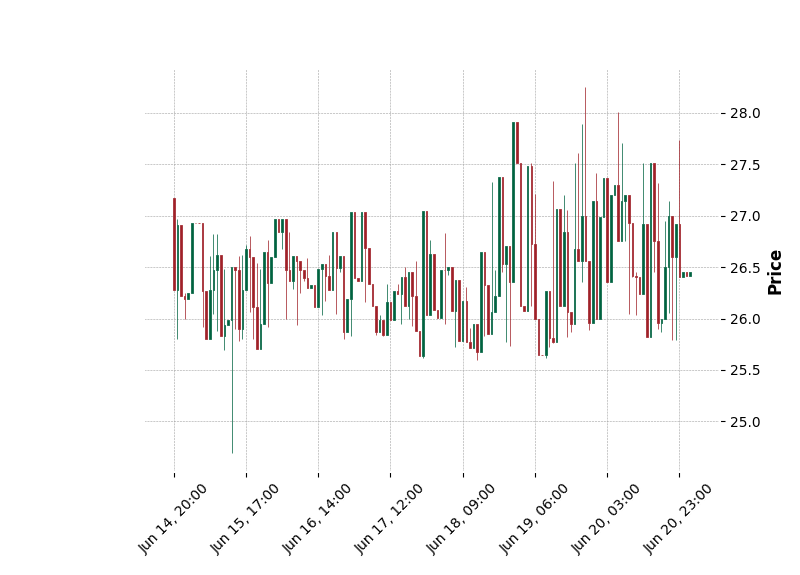 28.0
27.5
27.0
26.5
26.0
25.5
25.0
Price
Jun 14, 20:00
Jun 15, 17:00
Jun 16, 14:00
Jun 17, 12:00
Jun 18, 09:00
Jun 19, 06:00
Jun 20, 03:00
Jun 20, 23:00